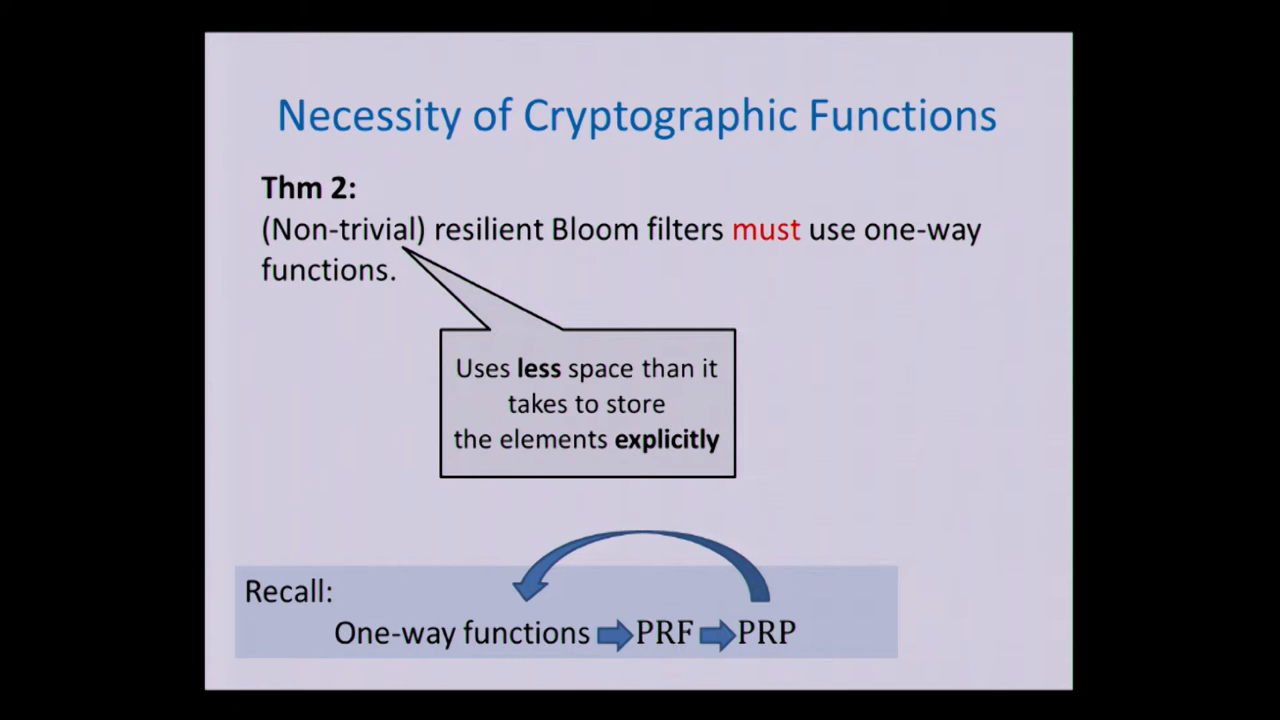 Necessity of Cryptographic Functions
Thm 2:
(Non-trivial) resilient Bloom filters must use one-way
functions.
Uses less space than it
takes to store
the elements explicitly
Recall:
One-way functions PRF PRP